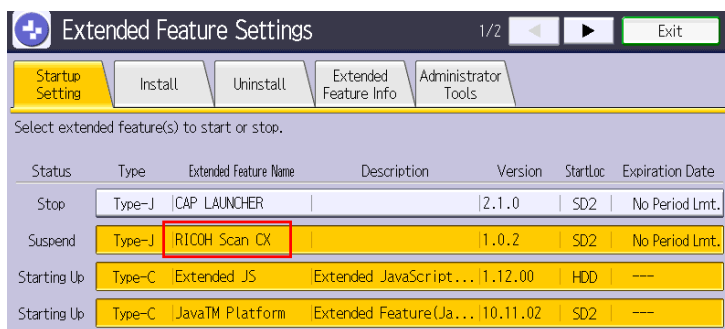 Extended Feature Settings 1/2 Exit
Startup Setting Install Uninstall Extended Feature Info Administrator Tools
Select extended feature(s) to start or stop.
Status Type Extended Feature Name Description Version StartLoc Expiration Date
Stop Type-J CAP LAUNCHER 2.1.0 SD2 No Period Lmt.
Suspend Type-J RICOH Scan CX 1.0.2 SD2 No Period Lmt.
Starting Up Type-C Extended JS Extended JavaScript... 1.12.00 HDD ---
Starting Up Type-C JavaTM Platform Extended Feature(Ja... 10.11.02 SD2 ---